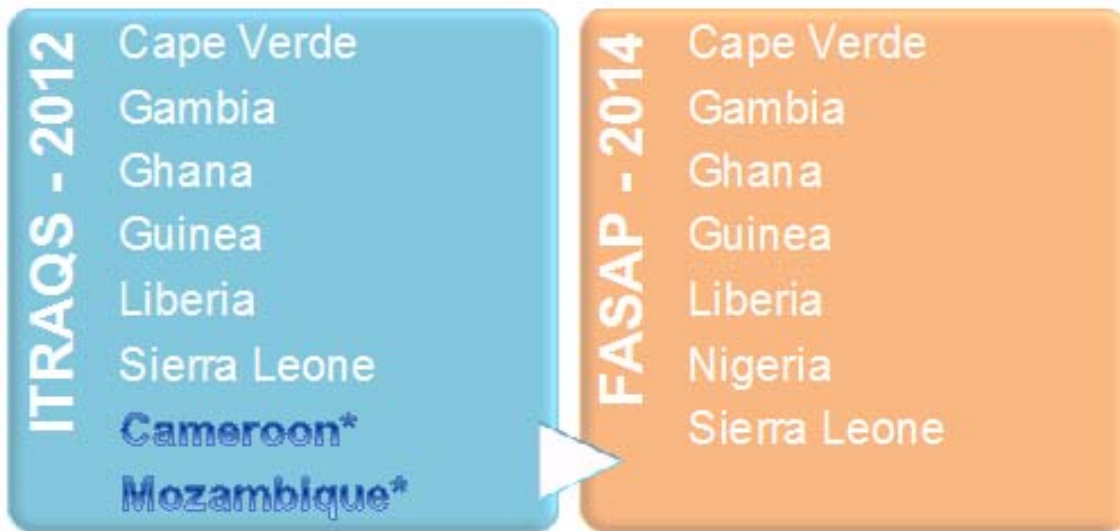 ITRAQS - 2012
Cape Verde
Gambia
Ghana
Guinea
Liberia
Sierra Leone
Cameroon*
Mozambique*
FASAP - 2014
Cape Verde
Gambia
Ghana
Guinea
Liberia
Nigeria
Sierra Leone